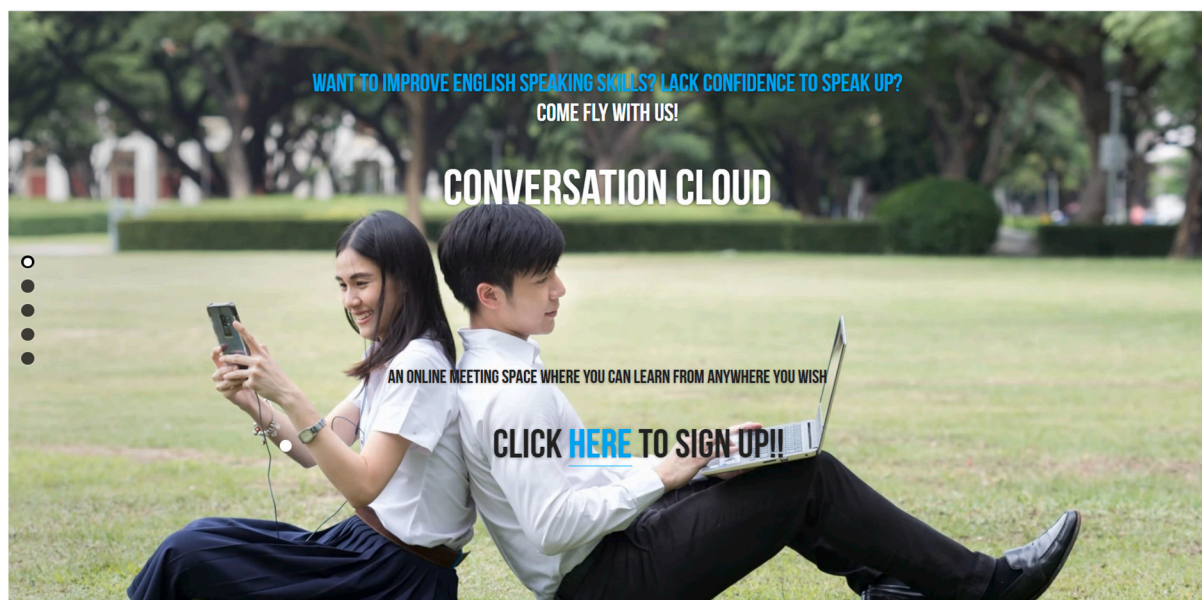 WANT TO IMPROVE ENGLISH SPEAKING SKILLS? LACK CONFIDENCE TO SPEAK UP?
COME FLY WITH US!
CONVERSATION CLOUD
AN ONLINE MEETING SPACE WHERE YOU CAN LEARN FROM ANYWHERE YOU WISH
CLICK HERE TO SIGN UP!!